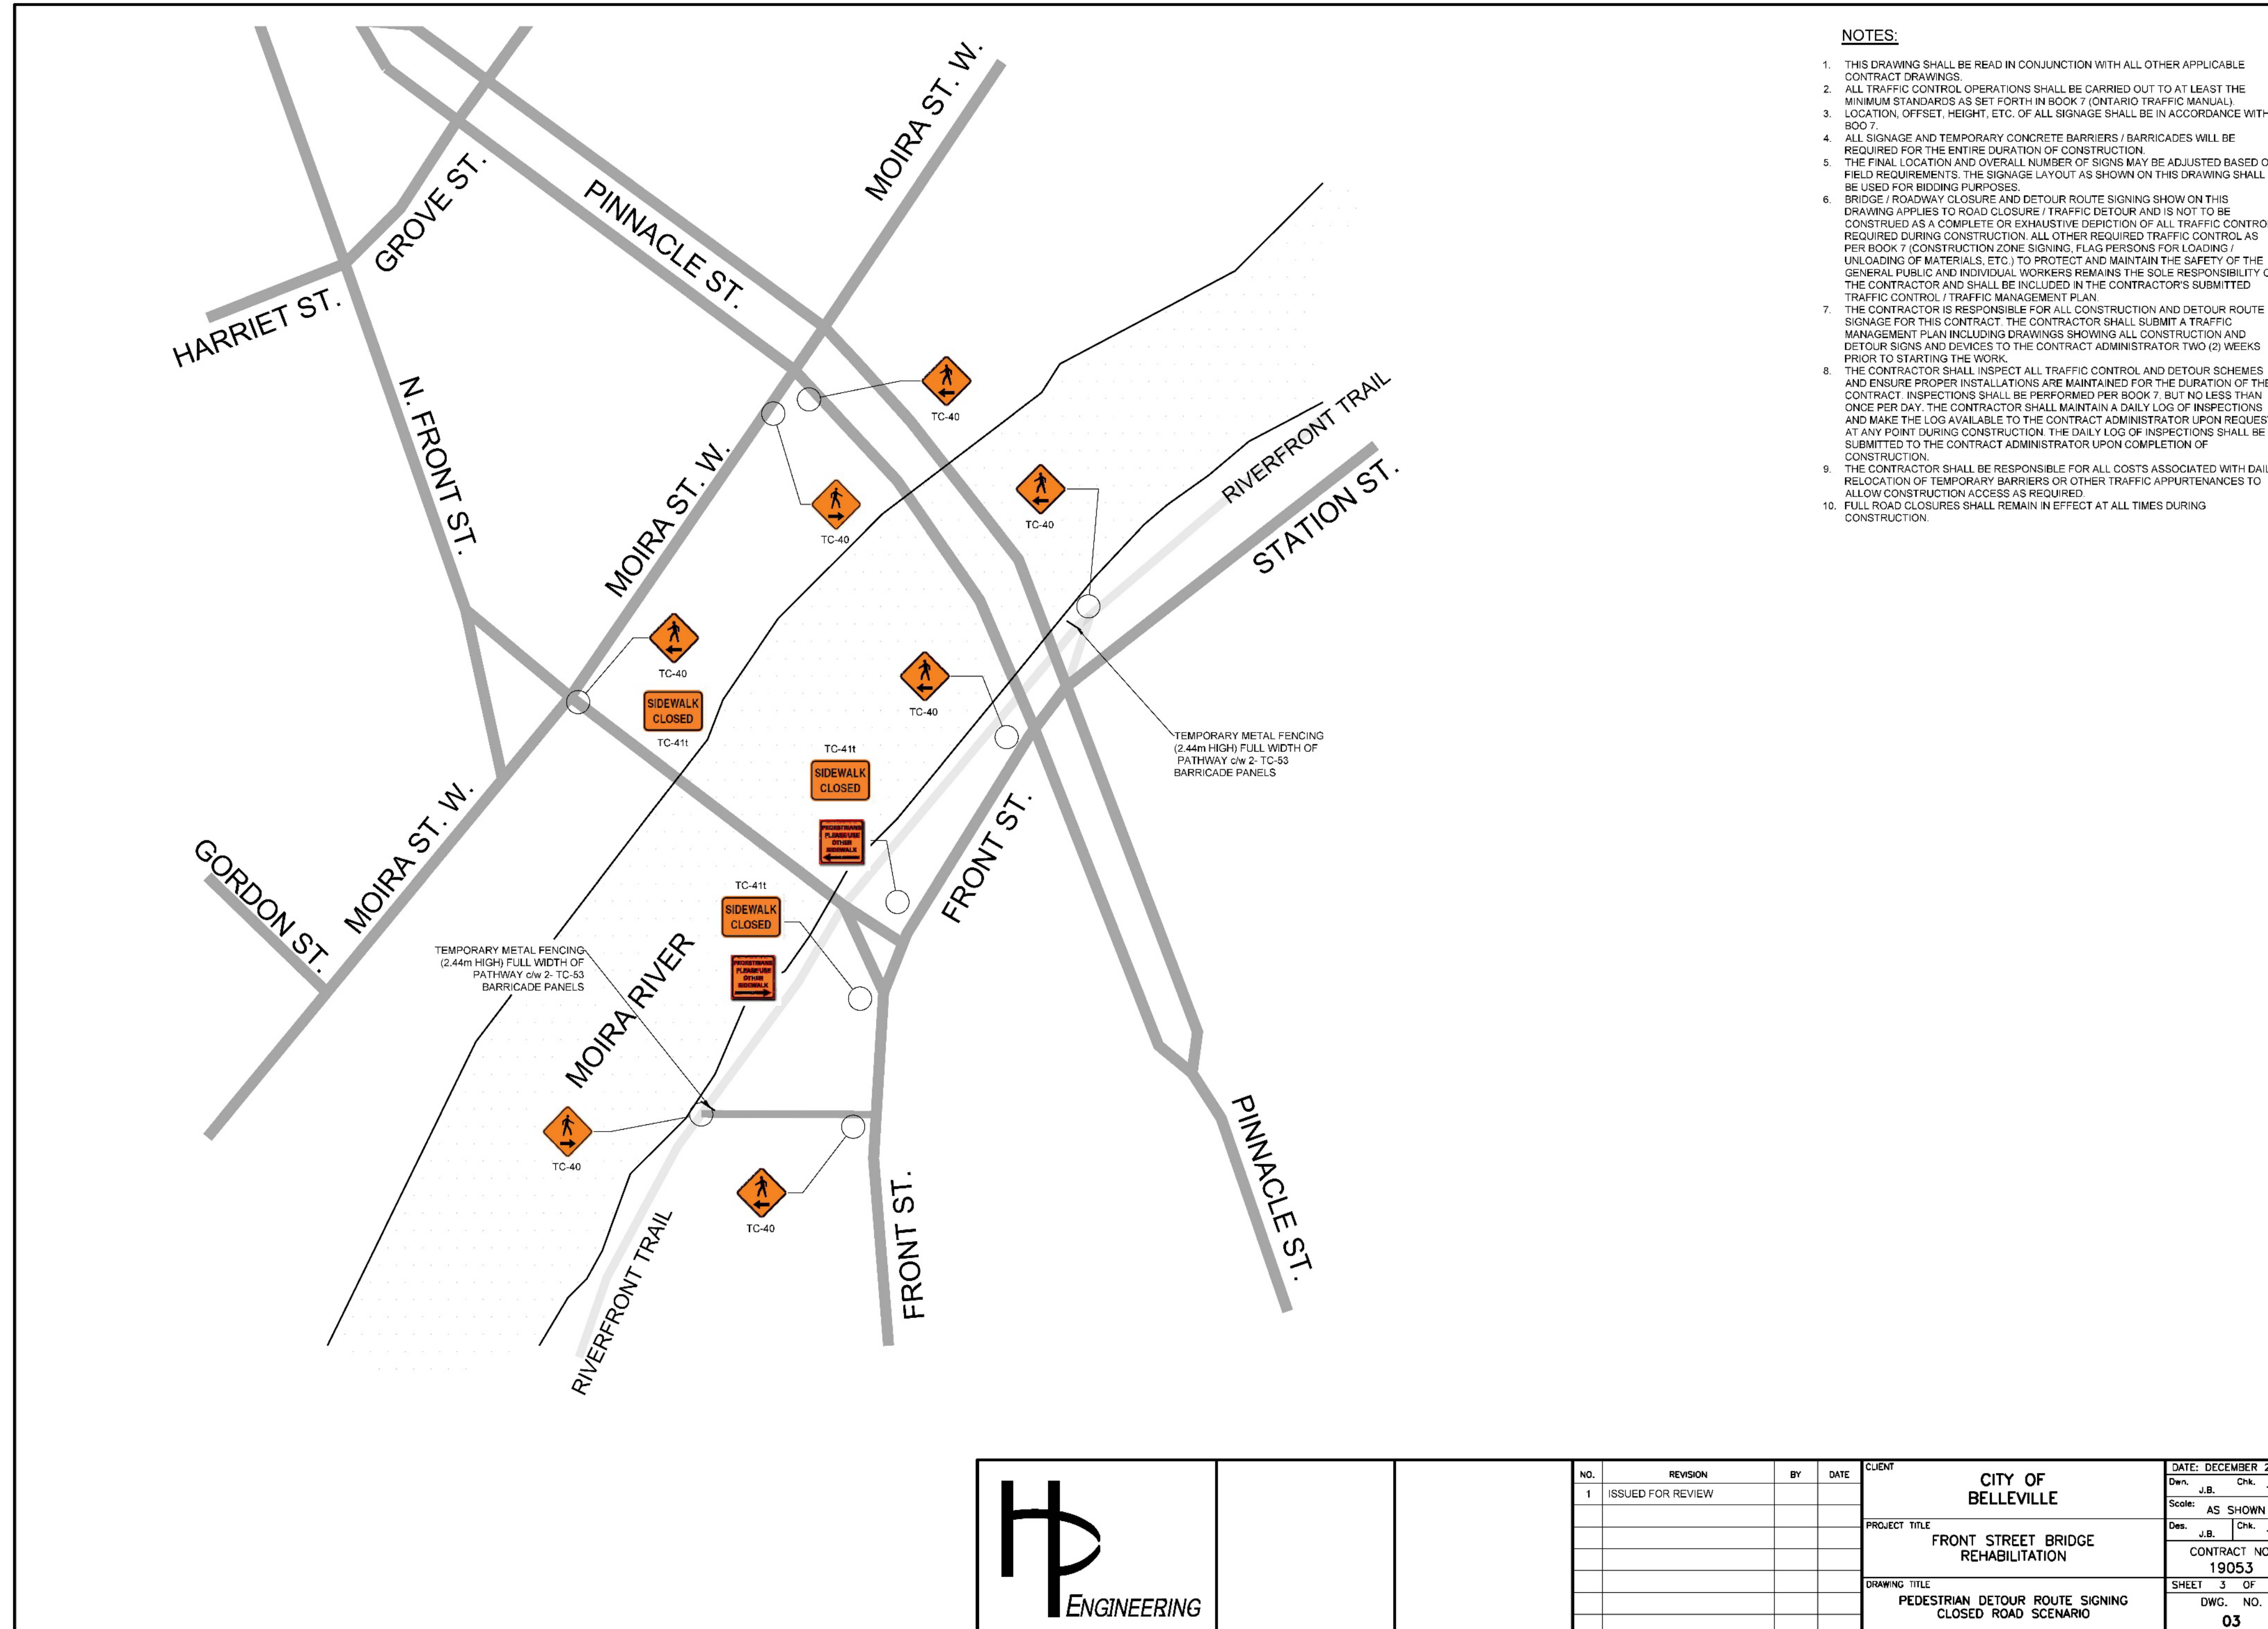 NOTES:
1. THIS DRAWING SHALL BE READ IN CONJUNCTION WITH ALL OTHER APPLICABLE
CONTRACT DRAWINGS.
2. ALL TRAFFIC CONTROL OPERATIONS SHALL BE CARRIED OUT TO AT LEAST THE
MINIMUM STANDARDS AS SET FORTH IN BOOK 7 (ONTARIO TRAFFIC MANUAL).
3. LOCATION, OFFSET, HEIGHT, ETC. OF ALL SIGNAGE SHALL BE IN ACCORDANCE WITH
BOO 7.
4. ALL SIGNAGE AND TEMPORARY CONCRETE BARRIERS / BARRICADES WILL BE
REQUIRED FOR THE ENTIRE DURATION OF CONSTRUCTION.
5. THE FINAL LOCATION AND OVERALL NUMBER OF SIGNS MAY BE ADJUSTED BASED O
FIELD REQUIREMENTS. THE SIGNAGE LAYOUT AS SHOWN ON THIS DRAWING SHALL
BE USED FOR BIDDING PURPOSES.
6. BRIDGE / ROADWAY CLOSURE AND DETOUR ROUTE SIGNING SHOW ON THIS
DRAWING APPLIES TO ROAD CLOSURE / TRAFFIC DETOUR AND IS NOT TO BE
CONSTRUED AS A COMPLETE OR EXHAUSTIVE DEPICTION OF ALL TRAFFIC CONTRO
REQUIRED DURING CONSTRUCTION. ALL OTHER REQUIRED TRAFFIC CONTROL AS
PER BOOK 7 (CONSTRUCTION ZONE SIGNING, FLAG PERSONS FOR LOADING /
UNLOADING OF MATERIALS, ETC.) TO PROTECT AND MAINTAIN THE SAFETY OF THE
GENERAL PUBLIC AND INDIVIDUAL WORKERS REMAINS THE SOLE RESPONSIBILITY O
THE CONTRACTOR AND SHALL BE INCLUDED IN THE CONTRACTOR'S SUBMITTED
TRAFFIC CONTROL / TRAFFIC MANAGEMENT PLAN.
7. THE CONTRACTOR IS RESPONSIBLE FOR ALL CONSTRUCTION AND DETOUR ROUTE
SIGNAGE FOR THIS CONTRACT. THE CONTRACTOR SHALL SUBMIT A TRAFFIC
MANAGEMENT PLAN INCLUDING DRAWINGS SHOWING ALL CONSTRUCTION AND
DETOUR SIGNS AND DEVICES TO THE CONTRACT ADMINISTRATOR TWO (2) WEEKS
PRIOR TO STARTING THE WORK.
8. THE CONTRACTOR SHALL INSPECT ALL TRAFFIC CONTROL AND DETOUR SCHEMES
AND ENSURE PROPER INSTALLATIONS ARE MAINTAINED FOR THE DURATION OF THE
CONTRACT. INSPECTIONS SHALL BE PERFORMED PER BOOK 7, BUT NO LESS THAN
ONCE PER DAY. THE CONTRACTOR SHALL MAINTAIN A DAILY LOG OF INSPECTIONS
AND MAKE THE LOG AVAILABLE TO THE CONTRACT ADMINISTRATOR UPON REQUES
AT ANY POINT DURING CONSTRUCTION. THE DAILY LOG OF INSPECTIONS SHALL BE
SUBMITTED TO THE CONTRACT ADMINISTRATOR UPON COMPLETION OF
CONSTRUCTION.
9. THE CONTRACTOR SHALL BE RESPONSIBLE FOR ALL COSTS ASSOCIATED WITH DAIL
RELOCATION OF TEMPORARY BARRIERS OR OTHER TRAFFIC APPURTENANCES TO
ALLOW CONSTRUCTION ACCESS AS REQUIRED.
10. FULL ROAD CLOSURES SHALL REMAIN IN EFFECT AT ALL TIMES DURING
CONSTRUCTION.
MOIRA ST. W.
GROVE ST.
PINNACLE ST.
HARRIET ST.
N. FRONT ST.
TC-40
MOIRA ST. W.
TC-40
TC-40
RIVERFRONT TRAIL
STATION ST.
TC-40
SIDEWALK
CLOSED
TC-41t
TC-40
TEMPORARY METAL FENCING
(2.44m HIGH) FULL WIDTH OF
PATHWAY c/w 2- TC-53
BARRICADE PANELS
TC-41t
SIDEWALK
CLOSED
PEDESTRIANS
PLEASE USE
OTHER
SIDEWALK
FRONT ST.
MOIRA ST. W.
GORDON ST.
TC-41t
SIDEWALK
CLOSED
PEDESTRIANS
PLEASE USE
OTHER
SIDEWALK
TEMPORARY METAL FENCING
(2.44m HIGH) FULL WIDTH OF
PATHWAY c/w 2- TC-53
BARRICADE PANELS
MOIRA RIVER
TC-40
TC-40
RIVERFRONT TRAIL
FRONT ST.
PINNACLE ST.
HP ENGINEERING
NO. REVISION BY DATE
1 ISSUED FOR REVIEW
CLIENT
CITY OF
BELLEVILLE
PROJECT TITLE
FRONT STREET BRIDGE
REHABILITATION
DRAWING TITLE
PEDESTRIAN DETOUR ROUTE SIGNING
CLOSED ROAD SCENARIO
DATE: DECEMBER 2
Dwn. J.B. Chk.
Scale: AS SHOWN
Des. J.B. Chk.
CONTRACT NO
19053
SHEET 3 OF
DWG. NO.
03